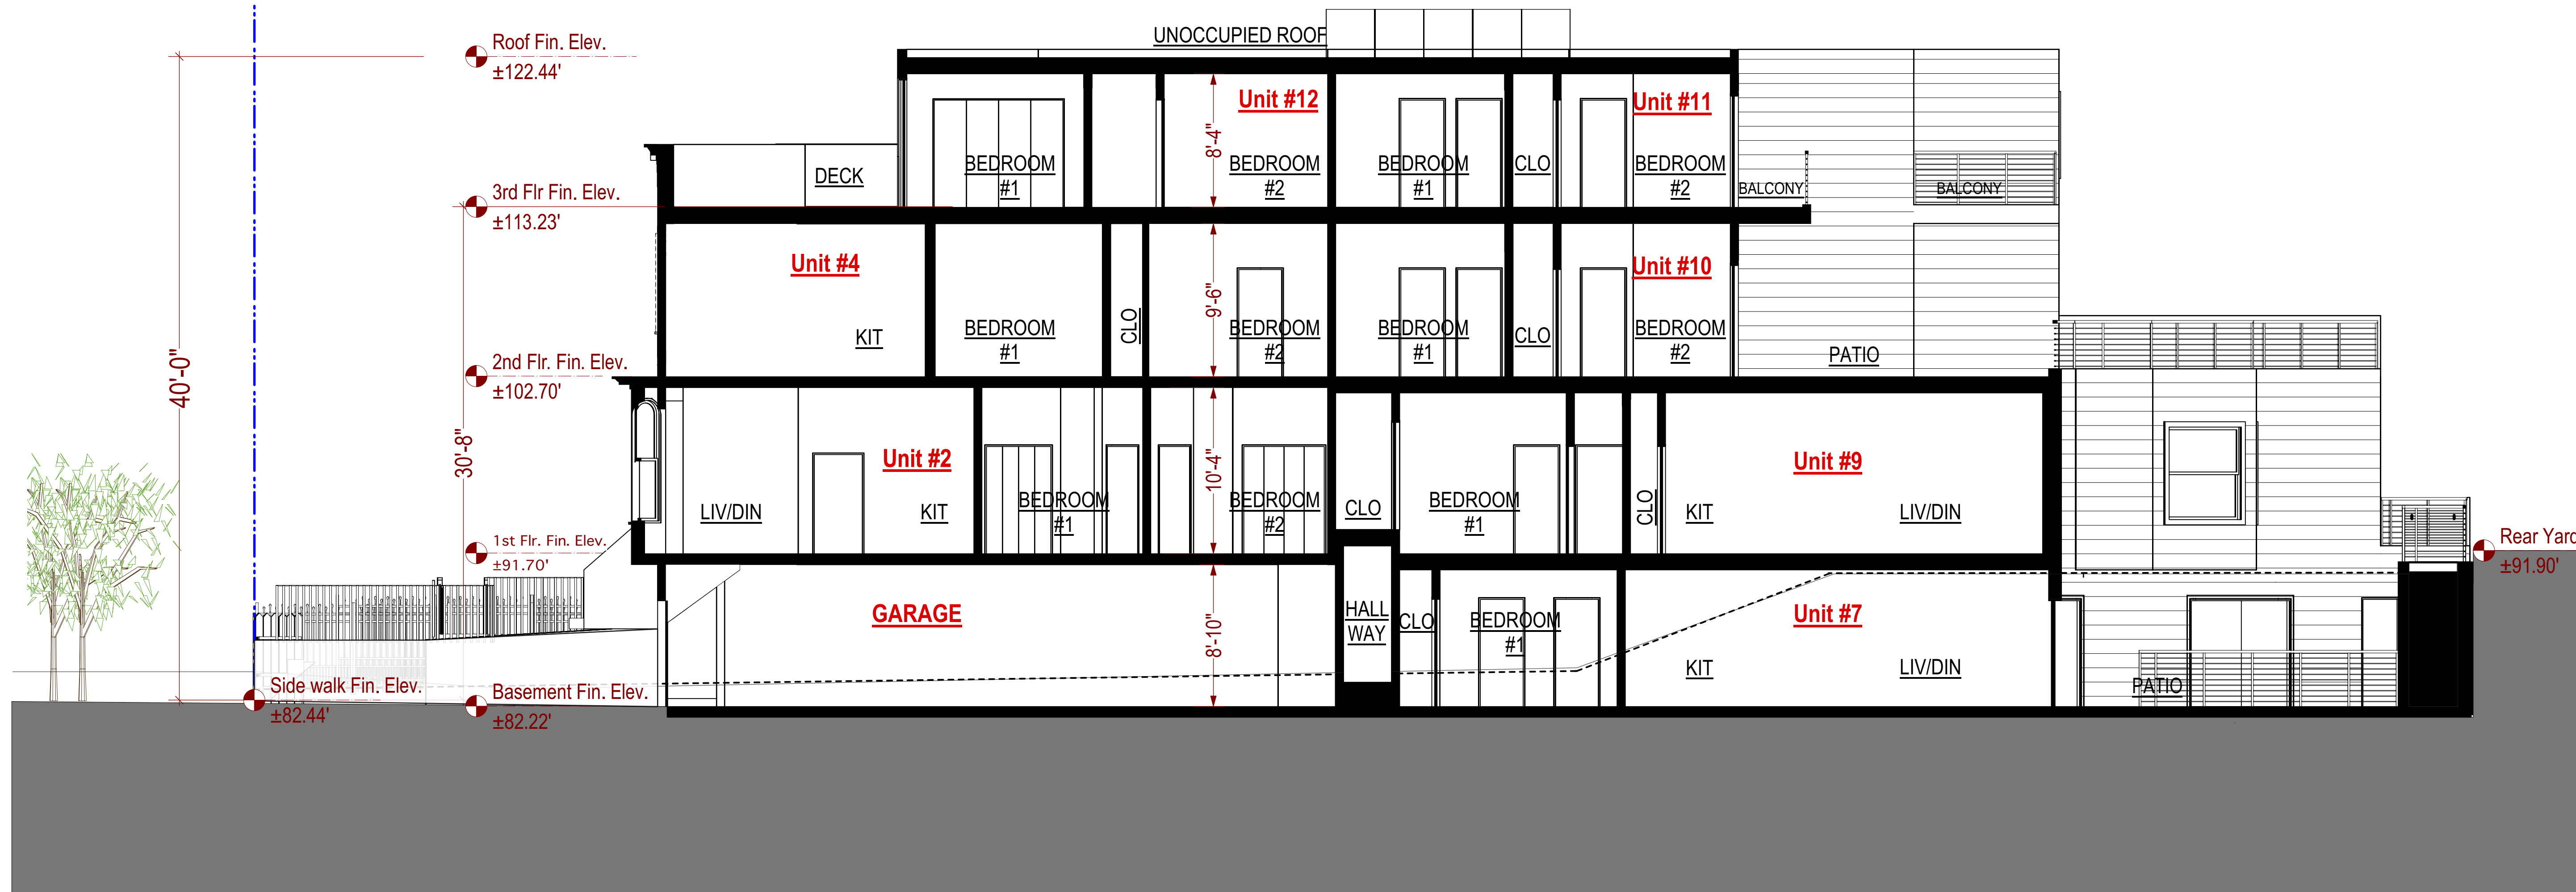 UNOCCUPIED ROOF
Roof Fin. Elev.
±122.44'
Unit #12
Unit #11
8'-4"
DECK
BEDROOM
#1
BEDROOM
#2
BEDROOM
#1
CLO
BEDROOM
#2
BALCONY
BALCONY
3rd Flr Fin. Elev.
±113.23'
Unit #4
Unit #10
9'-6"
KIT
BEDROOM
#1
CLO
BEDROOM
#2
BEDROOM
#1
CLO
BEDROOM
#2
PATIO
40'-0"
2nd Flr. Fin. Elev.
±102.70'
30'-8"
Unit #2
Unit #9
10'-4"
LIV/DIN
KIT
BEDROOM
#1
BEDROOM
#2
CLO
BEDROOM
#1
CLO
KIT
LIV/DIN
1st Flr. Fin. Elev.
±91.70'
Rear Yard
±91.90'
GARAGE
8'-10"
HALL
WAY
CLO
BEDROOM
#1
Unit #7
KIT
LIV/DIN
PATIO
Side walk Fin. Elev.
±82.44'
Basement Fin. Elev.
±82.22'